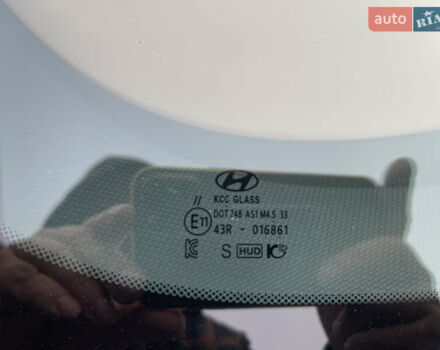 auto RIA
KCC GLASS
//
DOT 748 AS1 M4.5 33
E11 43R - 016861
S HUD